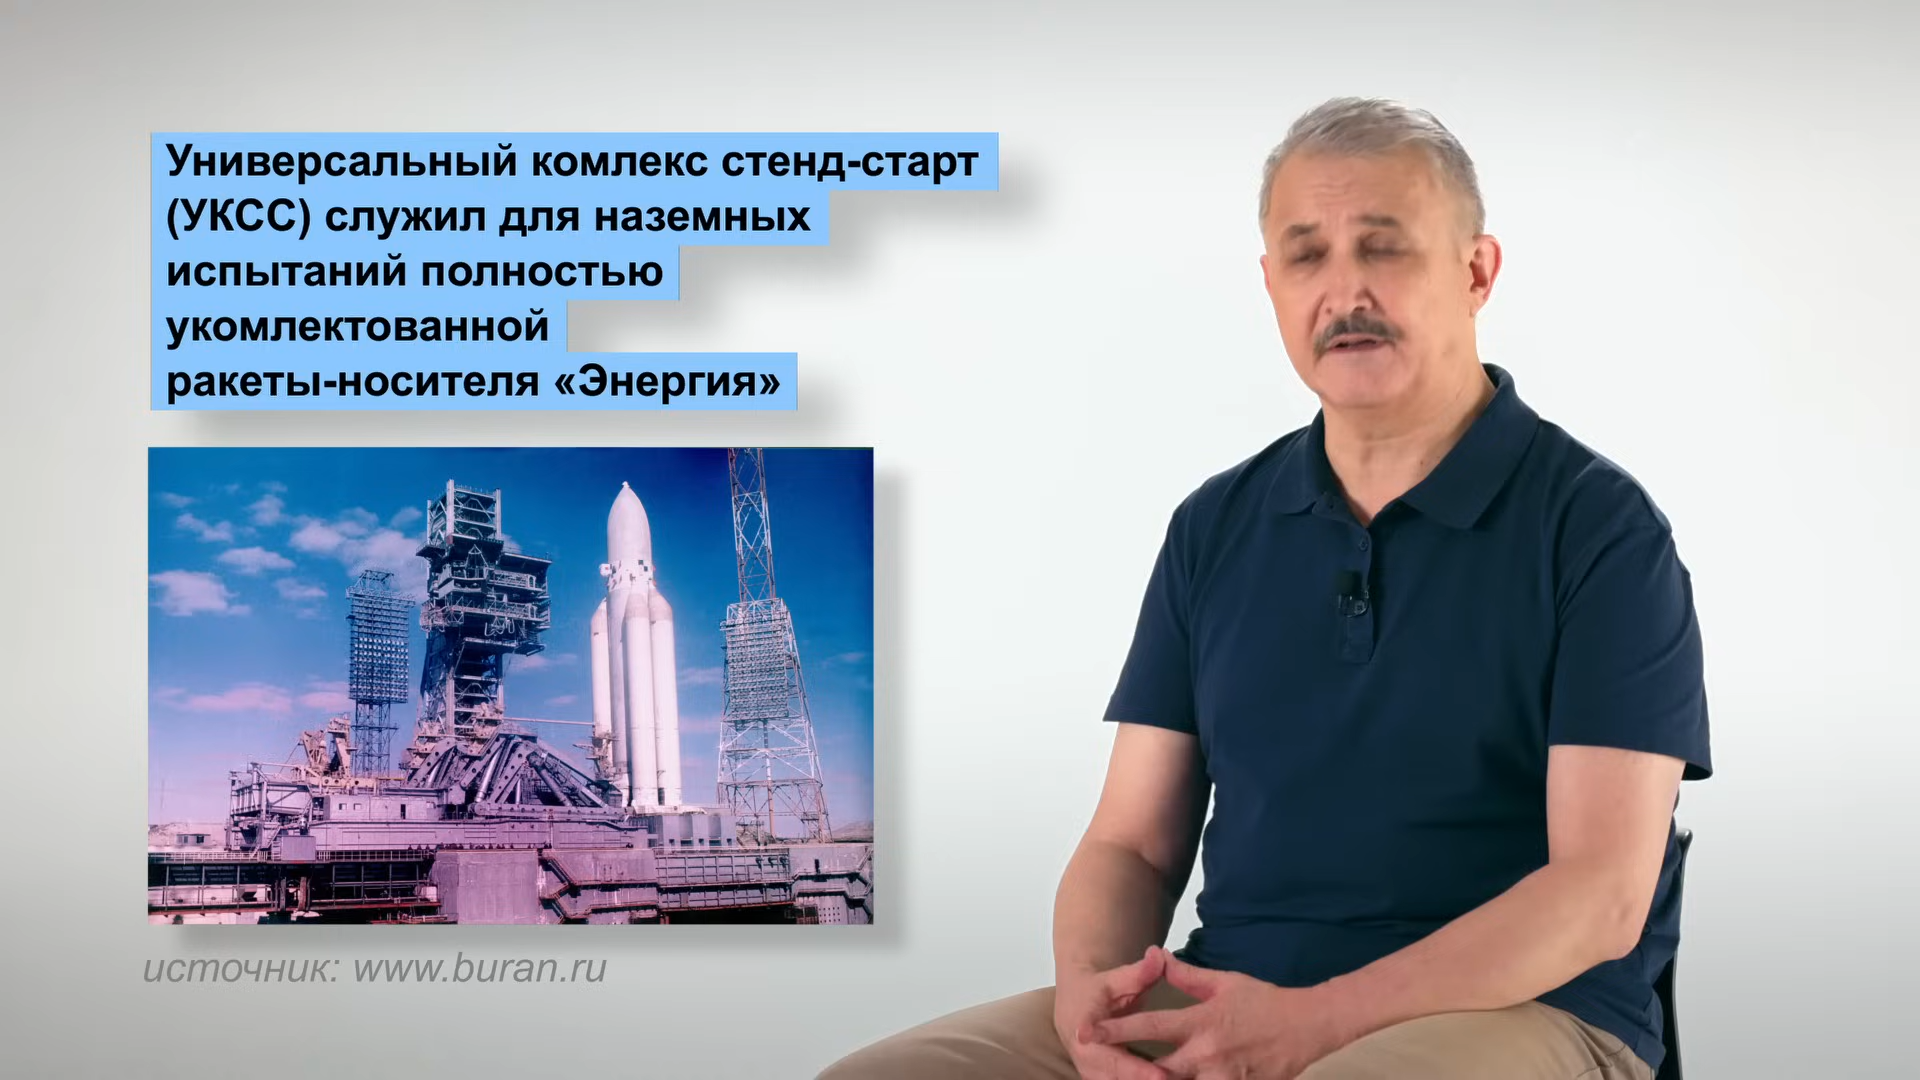 Универсальный комлекс стенд-старт
(УКСС) служил для наземных
испытаний полностью
укомлектованной
ракеты-носителя «Энергия»
источник: www.buran.ru